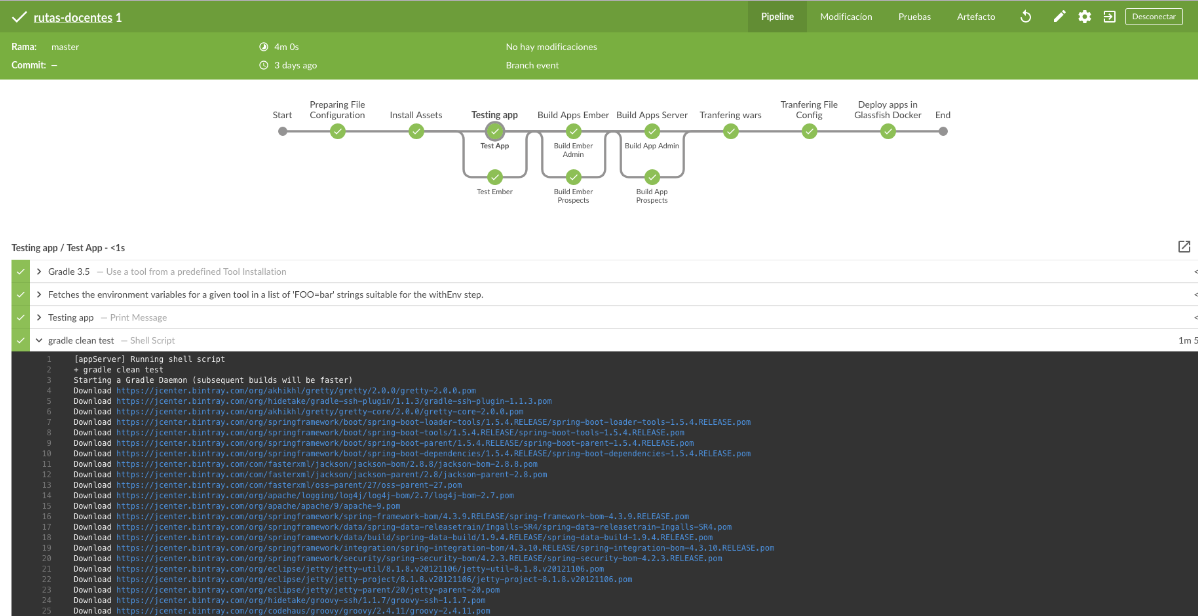 rutas-docentes 1
Pipeline
Modificacion
Pruebas
Artefacto
Desconectar
Rama: master
4m 0s
No hay modificaciones
Commit: —
3 days ago
Branch event
Start
Preparing File
Configuration
Install Assets
Testing app
Build Apps Ember
Build Apps Server
Tranfering wars
Tranfering File
Config
Deploy apps in
Glassfish Docker
End
Test App
Build Ember
Admin
Build App Admin
Test Ember
Build Ember
Prospects
Build App
Prospects
Testing app / Test App - <1s
Gradle 3.5 — Use a tool from a predefined Tool Installation
Fetches the environment variables for a given tool in a list of 'FOO=bar' strings suitable for the withEnv step.
Testing app — Print Message
gradle clean test — Shell Script
1m 5
1 [appServer] Running shell script
2 + gradle clean test
3 Starting a Gradle Daemon (subsequent builds will be faster)
4 Download https://jcenter.bintray.com/org/akhikhl/gretty/gretty/2.0.0/gretty-2.0.0.pom
5 Download https://jcenter.bintray.com/org/hidetake/gradle-ssh-plugin/1.1.3/gradle-ssh-plugin-1.1.3.pom
6 Download https://jcenter.bintray.com/org/akhikhl/gretty/gretty-core/2.0.0/gretty-core-2.0.0.pom
7 Download https://jcenter.bintray.com/org/springframework/boot/spring-boot-loader-tools/1.5.4.RELEASE/spring-boot-loader-tools-1.5.4.RELEASE.pom
8 Download https://jcenter.bintray.com/org/springframework/boot/spring-boot-tools/1.5.4.RELEASE/spring-boot-tools-1.5.4.RELEASE.pom
9 Download https://jcenter.bintray.com/org/springframework/boot/spring-boot-parent/1.5.4.RELEASE/spring-boot-parent-1.5.4.RELEASE.pom
10 Download https://jcenter.bintray.com/org/springframework/boot/spring-boot-dependencies/1.5.4.RELEASE/spring-boot-dependencies-1.5.4.RELEASE.pom
11 Download https://jcenter.bintray.com/com/fasterxml/jackson/jackson-bom/2.8.8/jackson-bom-2.8.8.pom
12 Download https://jcenter.bintray.com/com/fasterxml/jackson/jackson-parent/2.8/jackson-parent-2.8.pom
13 Download https://jcenter.bintray.com/com/fasterxml/oss-parent/27/oss-parent-27.pom
14 Download https://jcenter.bintray.com/org/apache/logging/log4j/log4j-bom/2.7/log4j-bom-2.7.pom
15 Download https://jcenter.bintray.com/org/apache/apache/9/apache-9.pom
16 Download https://jcenter.bintray.com/org/springframework/spring-framework-bom/4.3.9.RELEASE/spring-framework-bom-4.3.9.RELEASE.pom
17 Download https://jcenter.bintray.com/org/springframework/data/spring-data-releasetrain/Ingalls-SR4/spring-data-releasetrain-Ingalls-SR4.pom
18 Download https://jcenter.bintray.com/org/springframework/data/build/spring-data-build/1.9.4.RELEASE/spring-data-build-1.9.4.RELEASE.pom
19 Download https://jcenter.bintray.com/org/springframework/integration/spring-integration-bom/4.3.10.RELEASE/spring-integration-bom-4.3.10.RELEASE.pom
20 Download https://jcenter.bintray.com/org/springframework/security/spring-security-bom/4.2.3.RELEASE/spring-security-bom-4.2.3.RELEASE.pom
21 Download https://jcenter.bintray.com/org/eclipse/jetty/jetty-util/8.1.8.v20121106/jetty-util-8.1.8.v20121106.pom
22 Download https://jcenter.bintray.com/org/eclipse/jetty/jetty-project/8.1.8.v20121106/jetty-project-8.1.8.v20121106.pom
23 Download https://jcenter.bintray.com/org/eclipse/jetty/jetty-parent/20/jetty-parent-20.pom
24 Download https://jcenter.bintray.com/org/hidetake/groovy-ssh/1.1.7/groovy-ssh-1.1.7.pom
25 Download https://jcenter.bintray.com/org/codehaus/groovy/groovy/2.4.11/groovy-2.4.11.pom